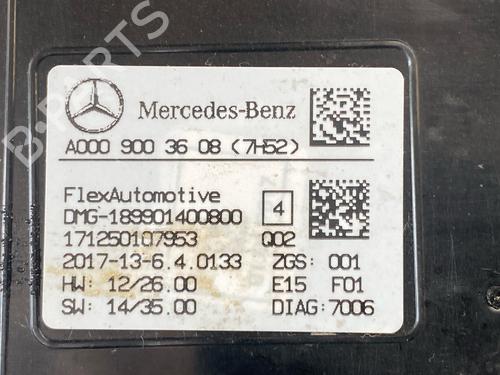 B-PARTS
Mercedes-Benz
A000 900 36 08 (7H52)
FlexAutomotive
DMG-189901400800 4
171250107953 Q02
2017-13-6.4.0133 ZGS: 001
HW: 12/26.00 E15 F01
SW: 14/35.00 DIAG:7006